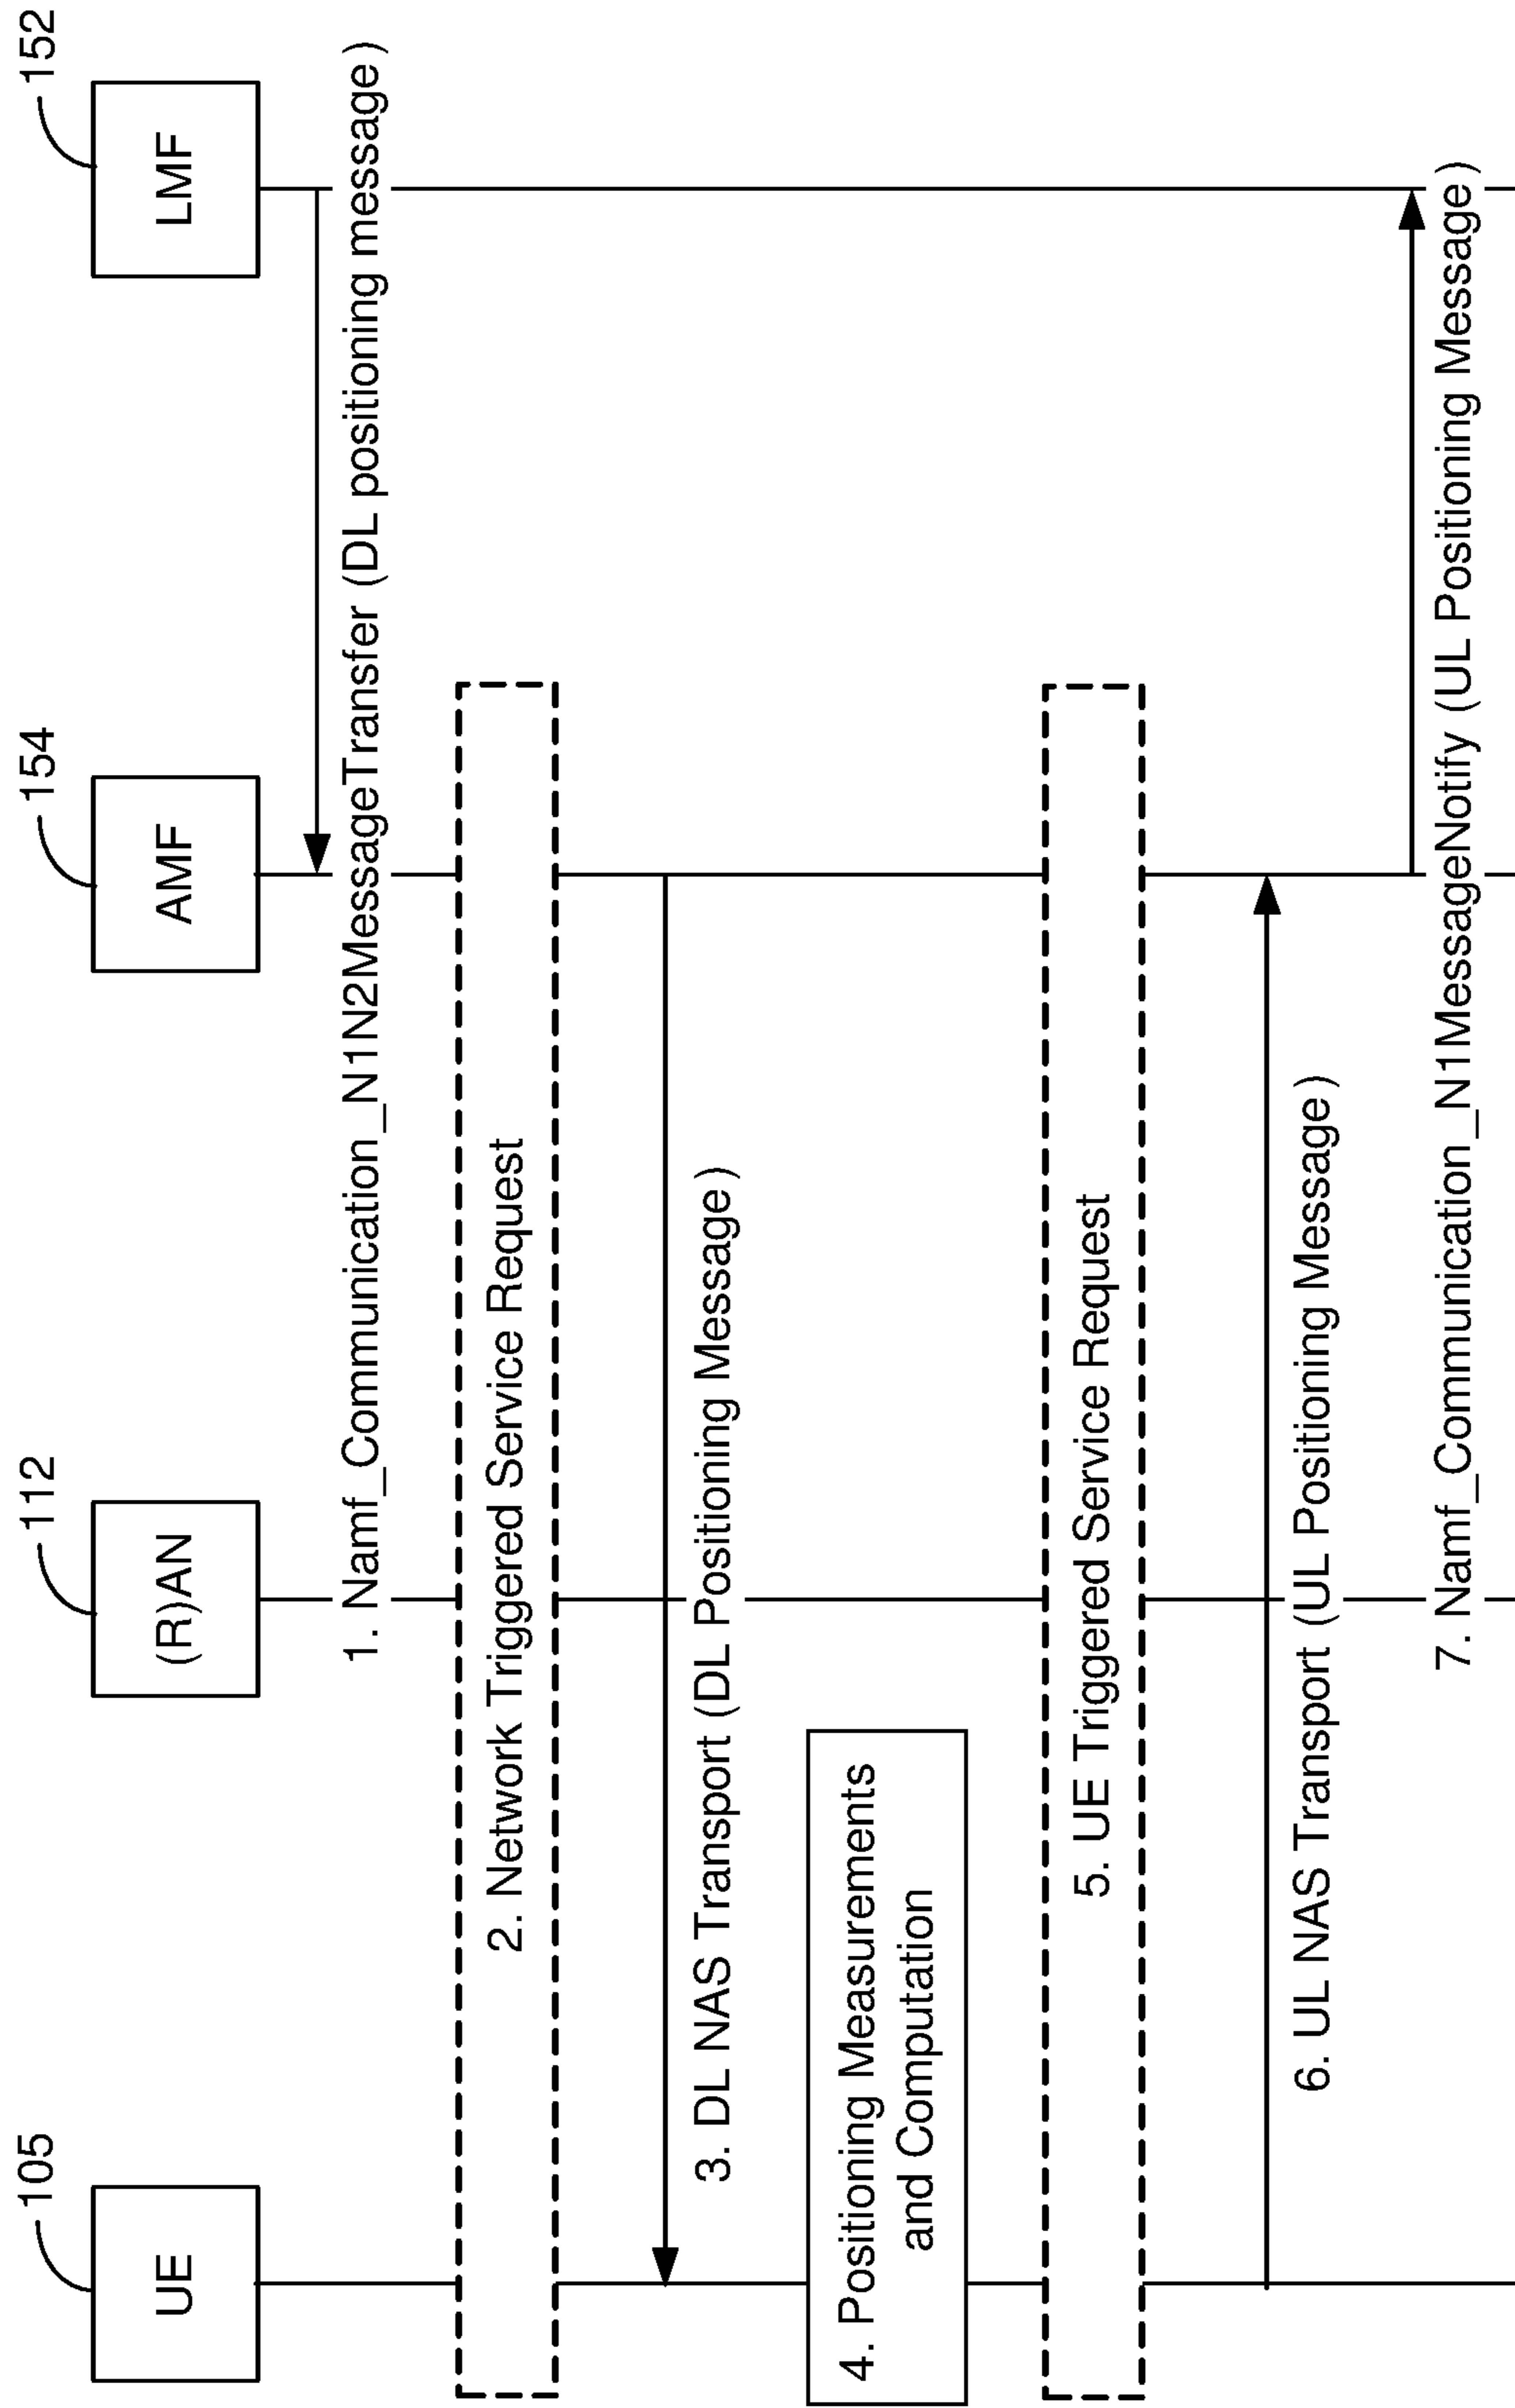 105
112
154
152
UE
(R)AN
AMF
LMF
1. Namf_Communication_N1N2MessageTransfer (DL positioning message)
2. Network Triggered Service Request
3. DL NAS Transport (DL Positioning Message)
4. Positioning Measurements
and Computation
5. UE Triggered Service Request
6. UL NAS Transport (UL Positioning Message)
7. Namf_Communication_N1MessageNotify (UL Positioning Message)